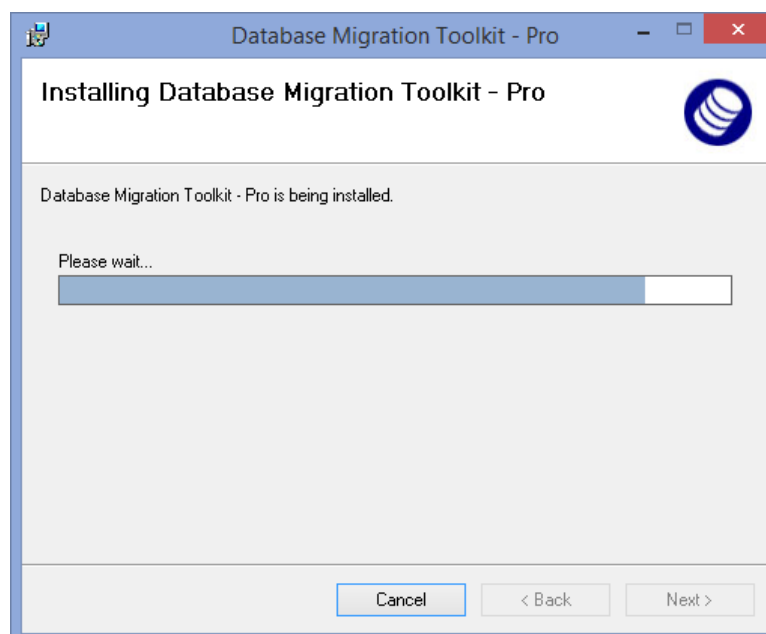 Database Migration Toolkit - Pro
Installing Database Migration Toolkit - Pro
Database Migration Toolkit - Pro is being installed.
Please wait...
Cancel
< Back
Next >